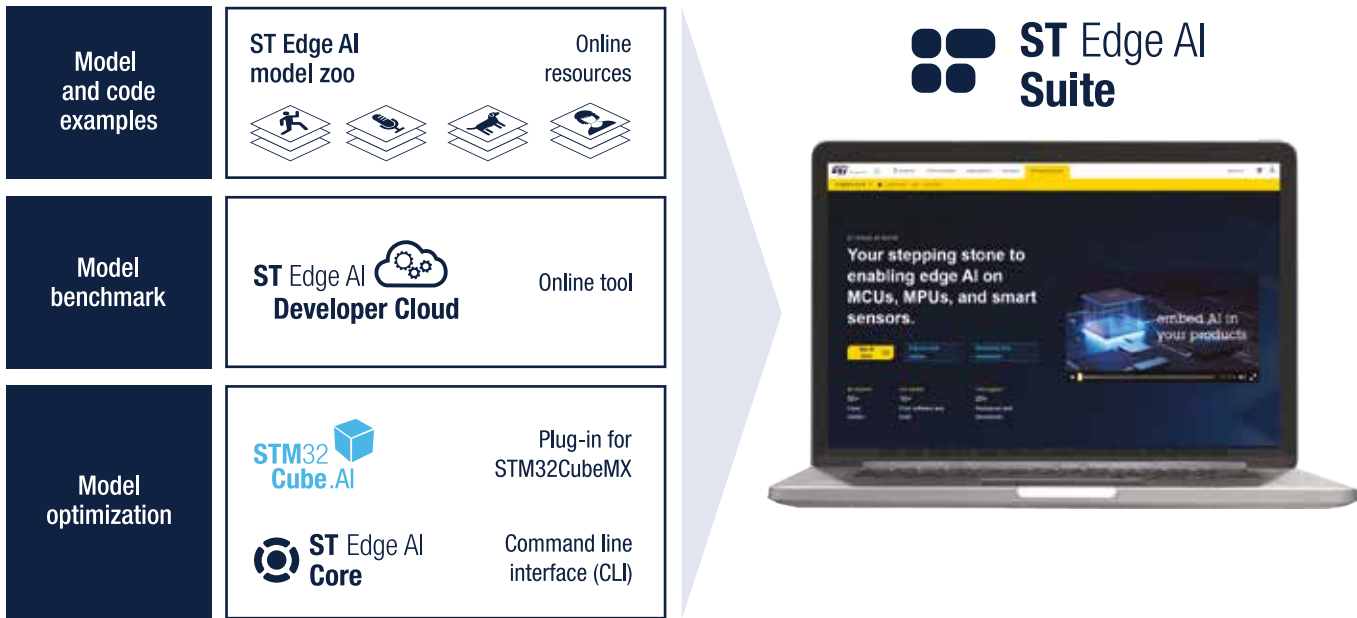 Model
and code
examples
ST Edge AI
model zoo
Online
resources
Model
benchmark
ST Edge AI
Developer Cloud
Online tool
Model
optimization
STM32
Cube.AI
Plug-in for
STM32CubeMX
ST Edge AI
Core
Command line
interface (CLI)
ST Edge AI
Suite
Your stepping stone to
enabling edge AI on
MCUs, MPUs, and smart
sensors.
embed AI in
your products